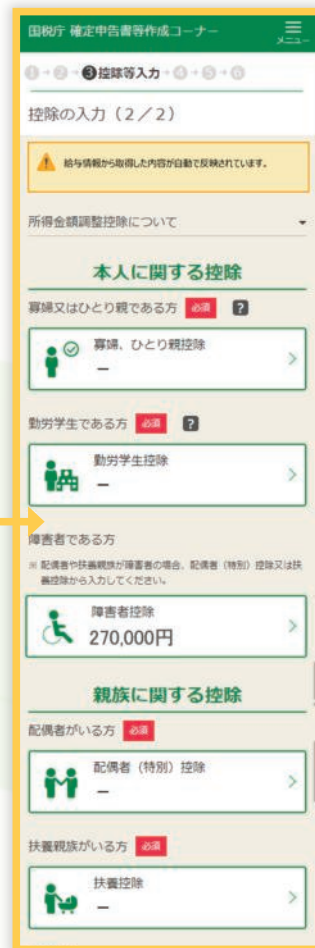 国税庁 確定申告書等作成コーナー
メニュー
1 2 3 控除等入力 4 5 6
控除の入力（2／2）
給与情報から取得した内容が自動で反映されています。
所得金額調整控除について
本人に関する控除
寡婦又はひとり親である方 必須 ?
寡婦、ひとり親控除
－
勤労学生である方 必須 ?
勤労学生控除
－
障害者である方
※ 配偶者や扶養親族が障害者の場合、配偶者（特別）控除又は扶
養控除から入力してください。
障害者控除
270,000円
親族に関する控除
配偶者がいる方 必須
配偶者（特別）控除
－
扶養親族がいる方 必須
扶養控除
－